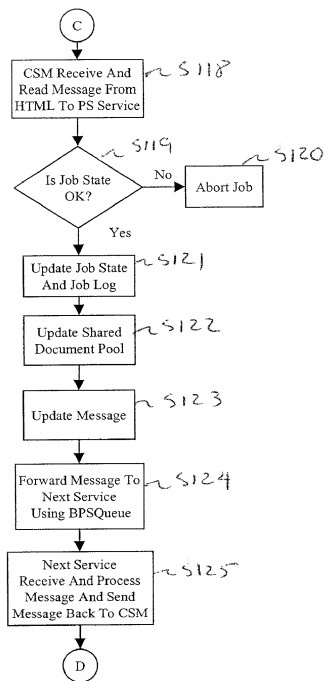 C
CSM Receive And
Read Message From
HTML To PS Service
S118
S119
Is Job State
OK?
No
S120
Abort Job
Yes
Update Job State
And Job Log
S121
Update Shared
Document Pool
S122
Update Message
S123
Forward Message To
Next Service
Using BPSQueue
S124
Next Service
Receive And Process
Message And Send
Message Back To CSM
S125
D